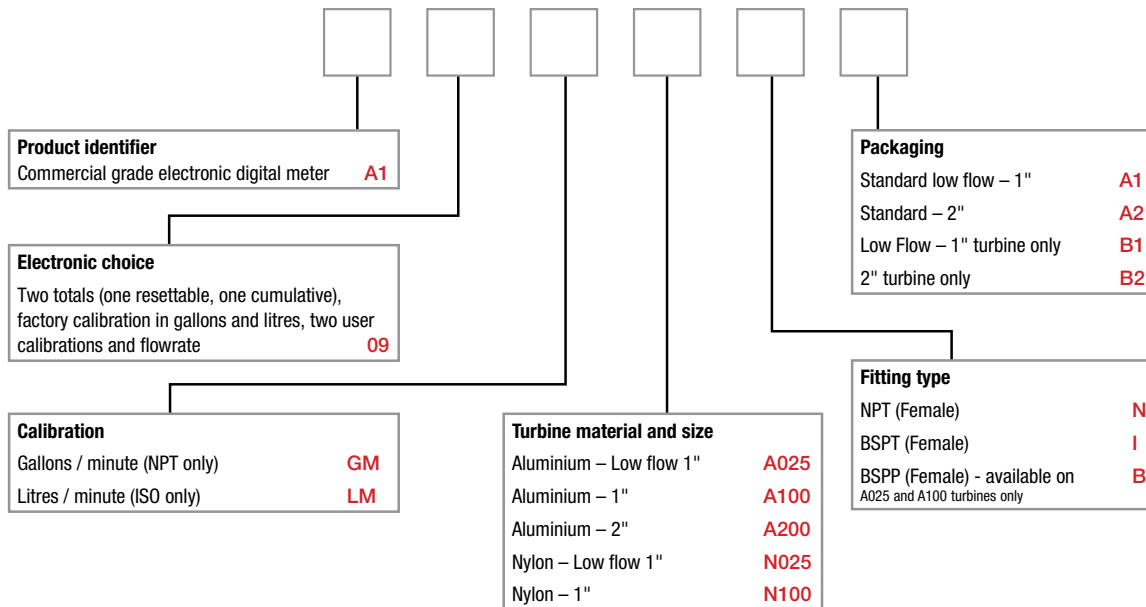 Product identifier
Commercial grade electronic digital meter A1
Electronic choice
Two totals (one resettable, one cumulative),
factory calibration in gallons and litres, two user
calibrations and flowrate 09
Calibration
Gallons / minute (NPT only) GM
Litres / minute (ISO only) LM
Turbine material and size
Aluminium – Low flow 1" A025
Aluminium – 1" A100
Aluminium – 2" A200
Nylon – Low flow 1" N025
Nylon – 1" N100
Packaging
Standard low flow – 1" A1
Standard – 2" A2
Low Flow – 1" turbine only B1
2" turbine only B2
Fitting type
NPT (Female) N
BSPT (Female) I
BSPP (Female) - available on B
A025 and A100 turbines only